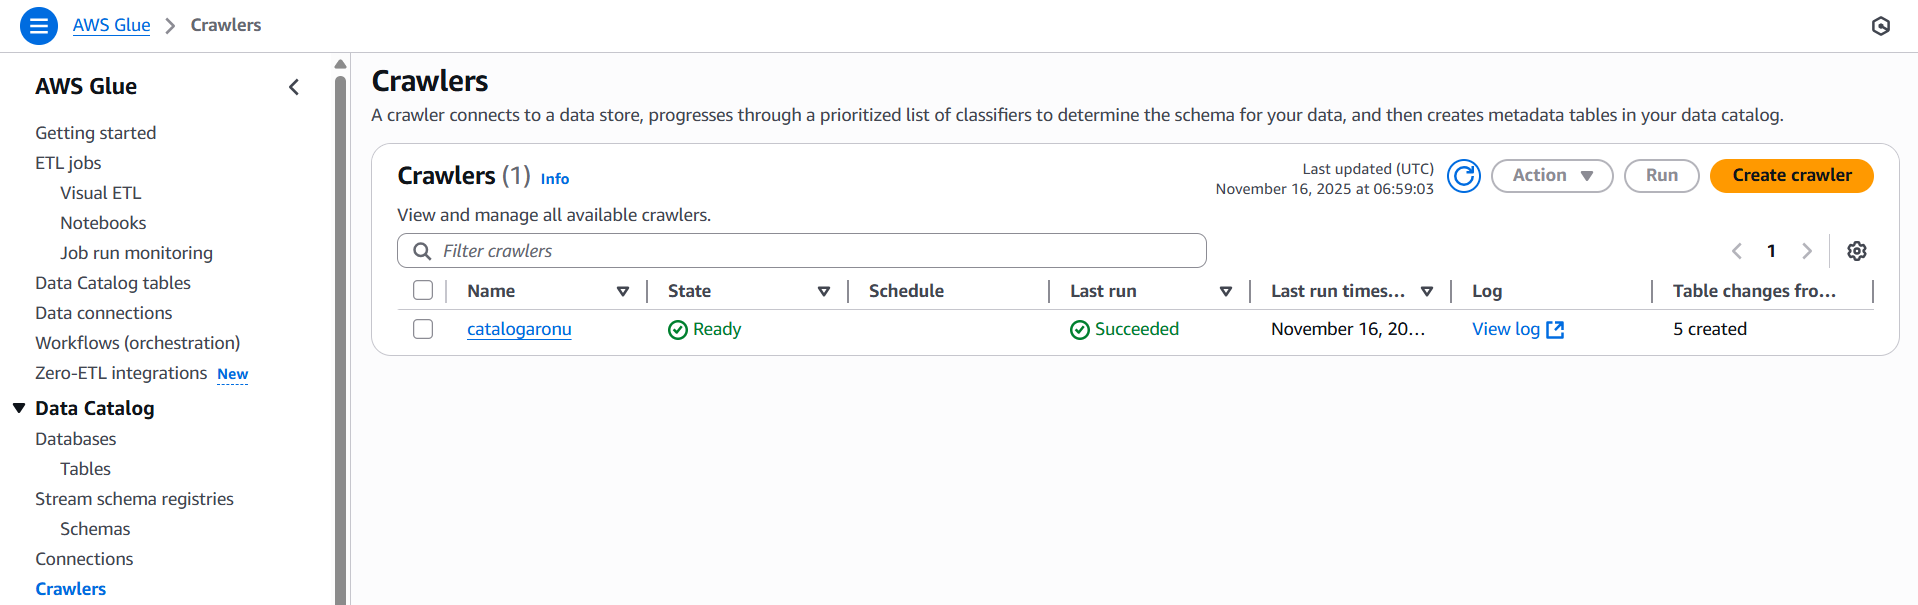 AWS Glue > Crawlers
AWS Glue
Getting started
ETL jobs
Visual ETL
Notebooks
Job run monitoring
Data Catalog tables
Data connections
Workflows (orchestration)
Zero-ETL integrations New
Data Catalog
Databases
Tables
Stream schema registries
Schemas
Connections
Crawlers
Crawlers
A crawler connects to a data store, progresses through a prioritized list of classifiers to determine the schema for your data, and then creates metadata tables in your data catalog.
Crawlers (1) Info
Last updated (UTC)
November 16, 2025 at 06:59:03
Action
Run
Create crawler
View and manage all available crawlers.
Filter crawlers
1
Name State Schedule Last run Last run times... Log Table changes fro...
catalogaronu Ready Succeeded November 16, 20... View log 5 created